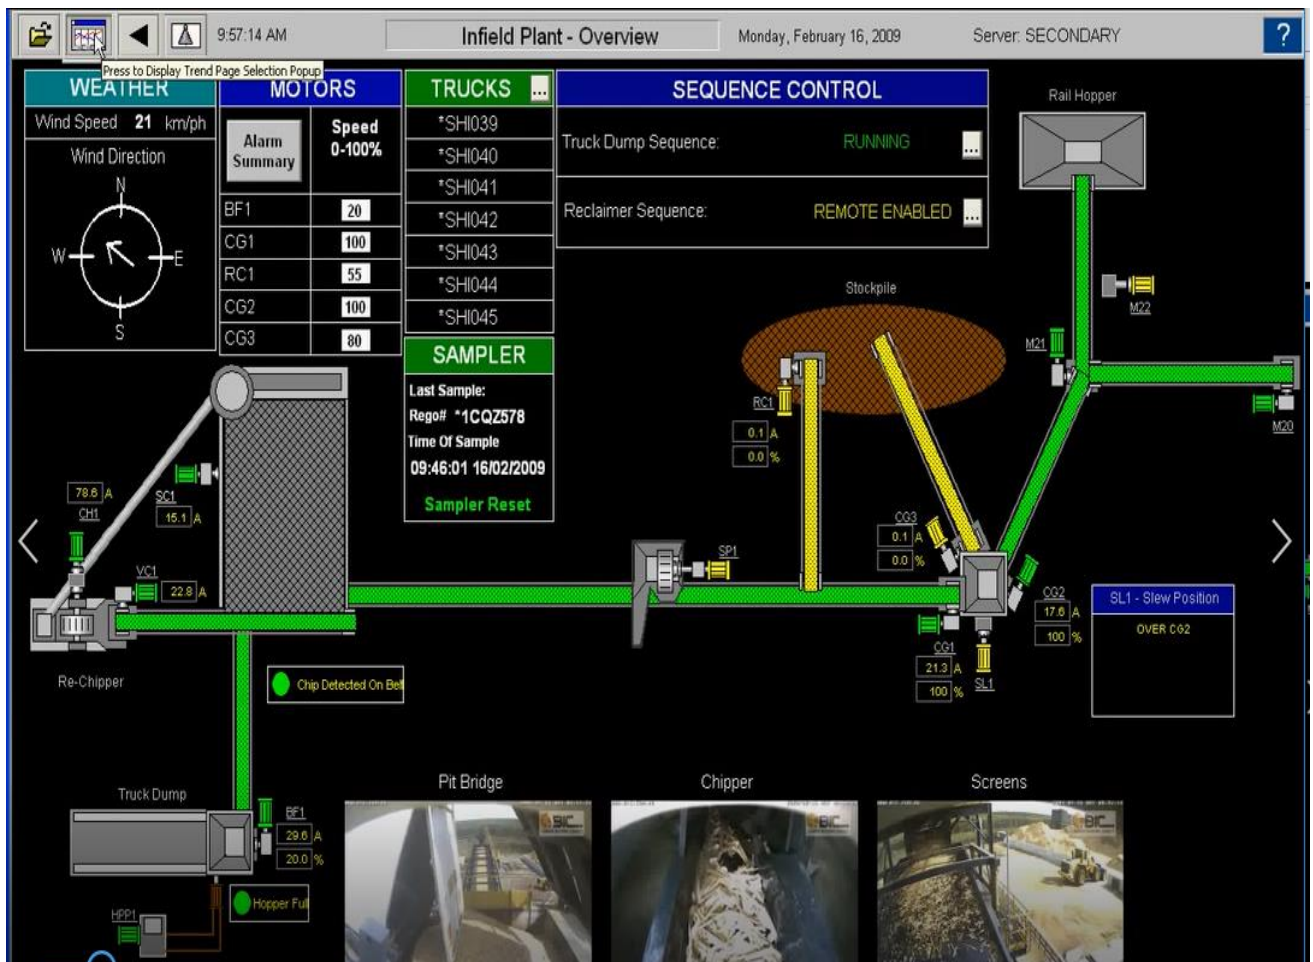 9:57:14 AM
Infield Plant - Overview
Monday, February 16, 2009
Server: SECONDARY
?
Press to Display Trend Page Selection Popup
WEATHER
Wind Speed 21 km/ph
Wind Direction
N
W
E
S
MOTORS
Alarm Summary
Speed 0-100%
BF1 20
CG1 100
RC1 55
CG2 100
CG3 80
TRUCKS ...
*SHI039
*SHI040
*SHI041
*SHI042
*SHI043
*SHI044
*SHI045
SAMPLER
Last Sample:
Rego# *1CQZ578
Time Of Sample
09:46:01 16/02/2009
Sampler Reset
SEQUENCE CONTROL
Truck Dump Sequence: RUNNING ...
Reclaimer Sequence: REMOTE ENABLED ...
Rail Hopper
M22
M21
M20
Stockpile
RC1
0.1 A
0.0 %
78.6 A
CH1
SC1
15.1 A
VC1
22.8 A
SP1
CG3
0.1 A
0.0 %
CG2
17.6 A
100 %
CG1
21.3 A
100 %
SL1
SL1 - Slew Position
OVER CG2
Re-Chipper
Chip Detected On Belt
Truck Dump
BF1
29.6 A
20.0 %
Hopper Full
HPP1
Pit Bridge
Chipper
Screens
BIC
BIC
BIC